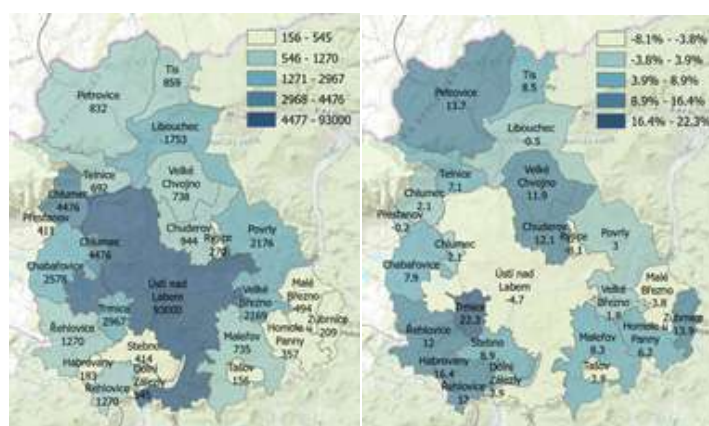 156 - 545
546 - 1270
1271 - 2967
2968 - 4476
4477 - 93000
Tis
859
Petrovice
832
Libouchec
1753
Telnice
692
Velké
Chvojno
738
Chlumec
4476
Přestanov
411
Chuderov
944
Ryjice
Povrly
2176
Chlumec
4476
Chabařovice
2578
Ústí nad
Labem
93000
Malé
Březno
494
Velké
Březno
2169
Zubrnice
209
Trmice
2967
Řehlovice
1270
Homole u
Panny
357
Malečov
735
Stebno
414
Habrovany
183
Dolní
Zálezly
545
Tašov
156
Řehlovice
1270
-8.1% - -3.8%
-3.8% - 3.9%
3.9% - 8.9%
8.9% - 16.4%
16.4% - 22.3%
Tis
8.5
Petrovice
13.7
Libouchec
-0.5
Telnice
7.1
Velké
Chvojno
11.9
Chlumec
2.1
Přestanov
-0.2
Chuderov
12.1
Ryjice
-8.1
Povrly
3
Chlumec
2.1
Chabařovice
7.9
Ústí nad
Labem
-4.7
Malé
Březno
-3.8
Velké
Březno
1.8
Zubrnice
13.9
Trmice
22.3
Řehlovice
12
Homole u
Panny
6.2
Stebno
8.9
Malečov
8.3
Habrovany
16.4
Dolní
Zálezly
3.9
Tašov
Řehlovice
12